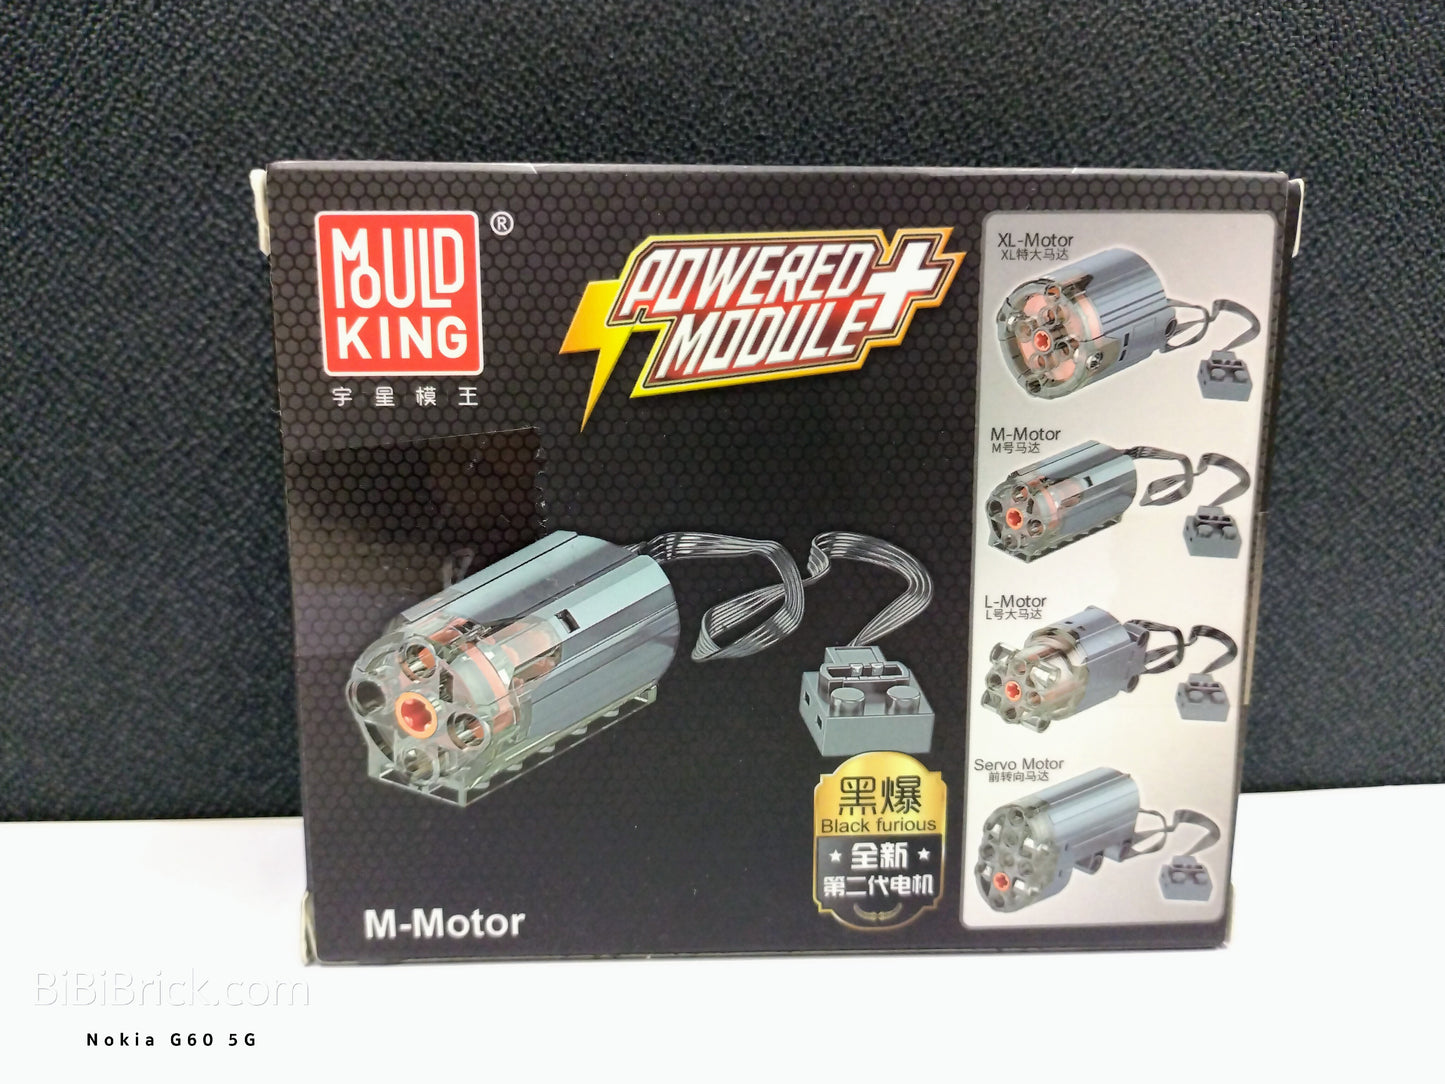 MOULD
KING
®
宇星模王
POWERED+
MODULE
XL-Motor
XL特大马达
M-Motor
M号马达
L-Motor
L号大马达
Servo Motor
前转向马达
黑爆
Black furious
★ 全新 ★
第二代电机
M-Motor
BiBiBrick.com
Nokia G60 5G